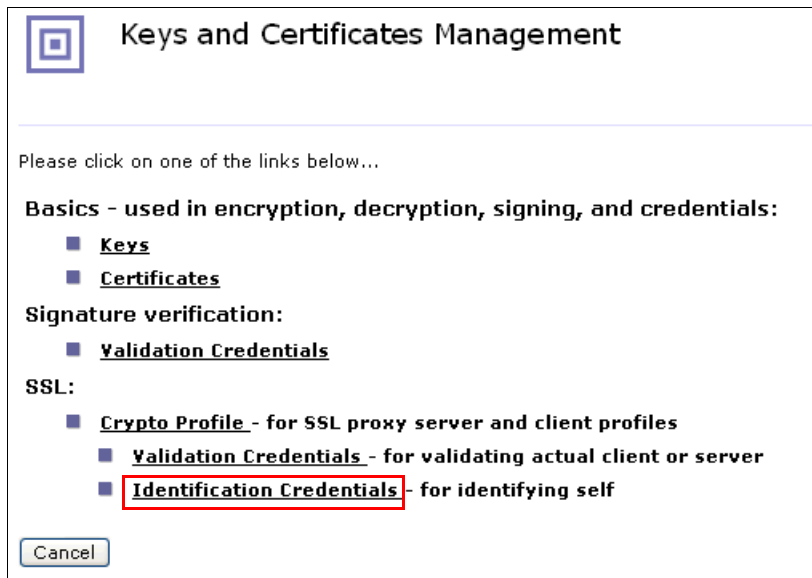 Keys and Certificates Management
Please click on one of the links below...
Basics - used in encryption, decryption, signing, and credentials:
Keys
Certificates
Signature verification:
Validation Credentials
SSL:
Crypto Profile - for SSL proxy server and client profiles
Validation Credentials - for validating actual client or server
Identification Credentials - for identifying self
Cancel